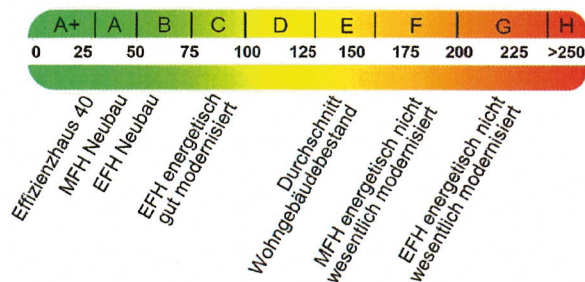 A+ A B C D E F G H
0 25 50 75 100 125 150 175 200 225 >250
Effizienzhaus 40
MFH Neubau
EFH Neubau
EFH energetisch
gut modernisiert
Durchschnitt
Wohngebäudebestand
MFH energetisch nicht
wesentlich modernisiert
EFH energetisch nicht
wesentlich modernisiert